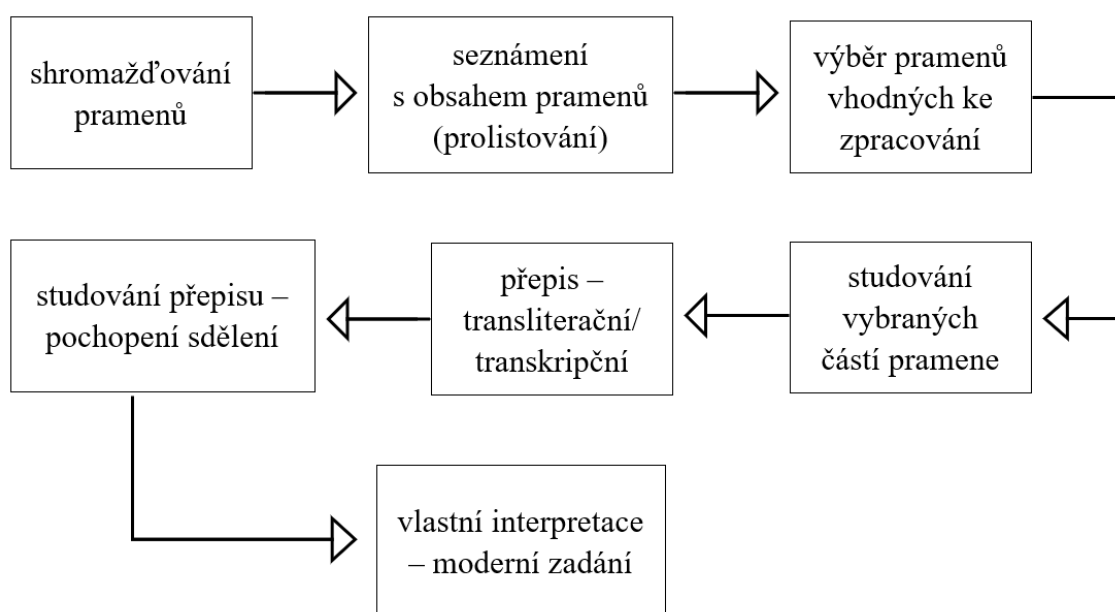 shromažďování
pramenů
seznámení
s obsahem pramenů
(prolistování)
výběr pramenů
vhodných ke
zpracování
studování
vybraných
částí pramene
přepis –
transliterační/
transkripční
studování přepisu –
pochopení sdělení
vlastní interpretace
– moderní zadání